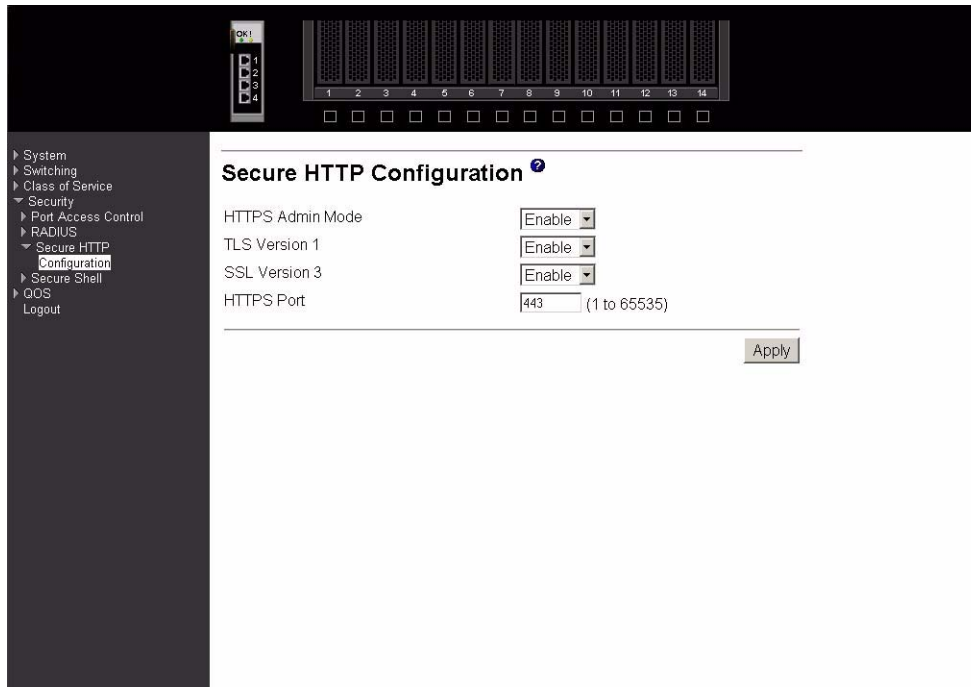 OK!
1
2
3
4
1 2 3 4 5 6 7 8 9 10 11 12 13 14
System
Switching
Class of Service
Security
Port Access Control
RADIUS
Secure HTTP
Configuration
Secure Shell
QOS
Logout
Secure HTTP Configuration ?
HTTPS Admin Mode Enable
TLS Version 1 Enable
SSL Version 3 Enable
HTTPS Port 443 (1 to 65535)
Apply